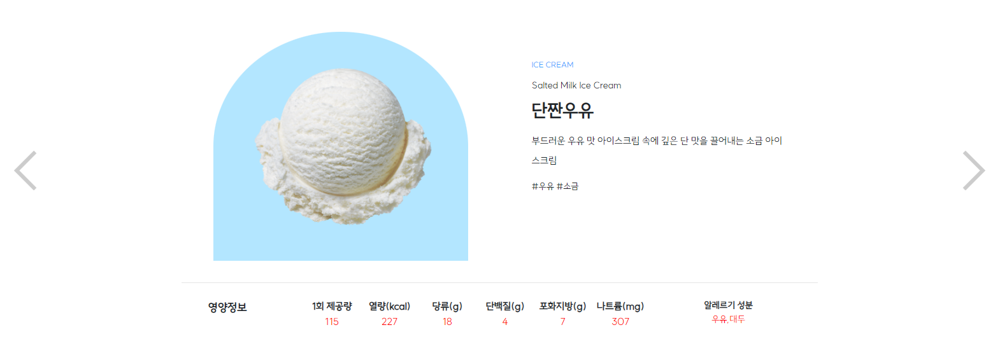 ICE CREAM
Salted Milk Ice Cream
단짠우유
부드러운 우유 맛 아이스크림 속에 깊은 단 맛을 끌어내는 소금 아이
스크림
#우유 #소금
영양정보 1회 제공량 열량(kcal) 당류(g) 단백질(g) 포화지방(g) 나트륨(mg) 알레르기 성분
115 227 18 4 7 307 우유,대두